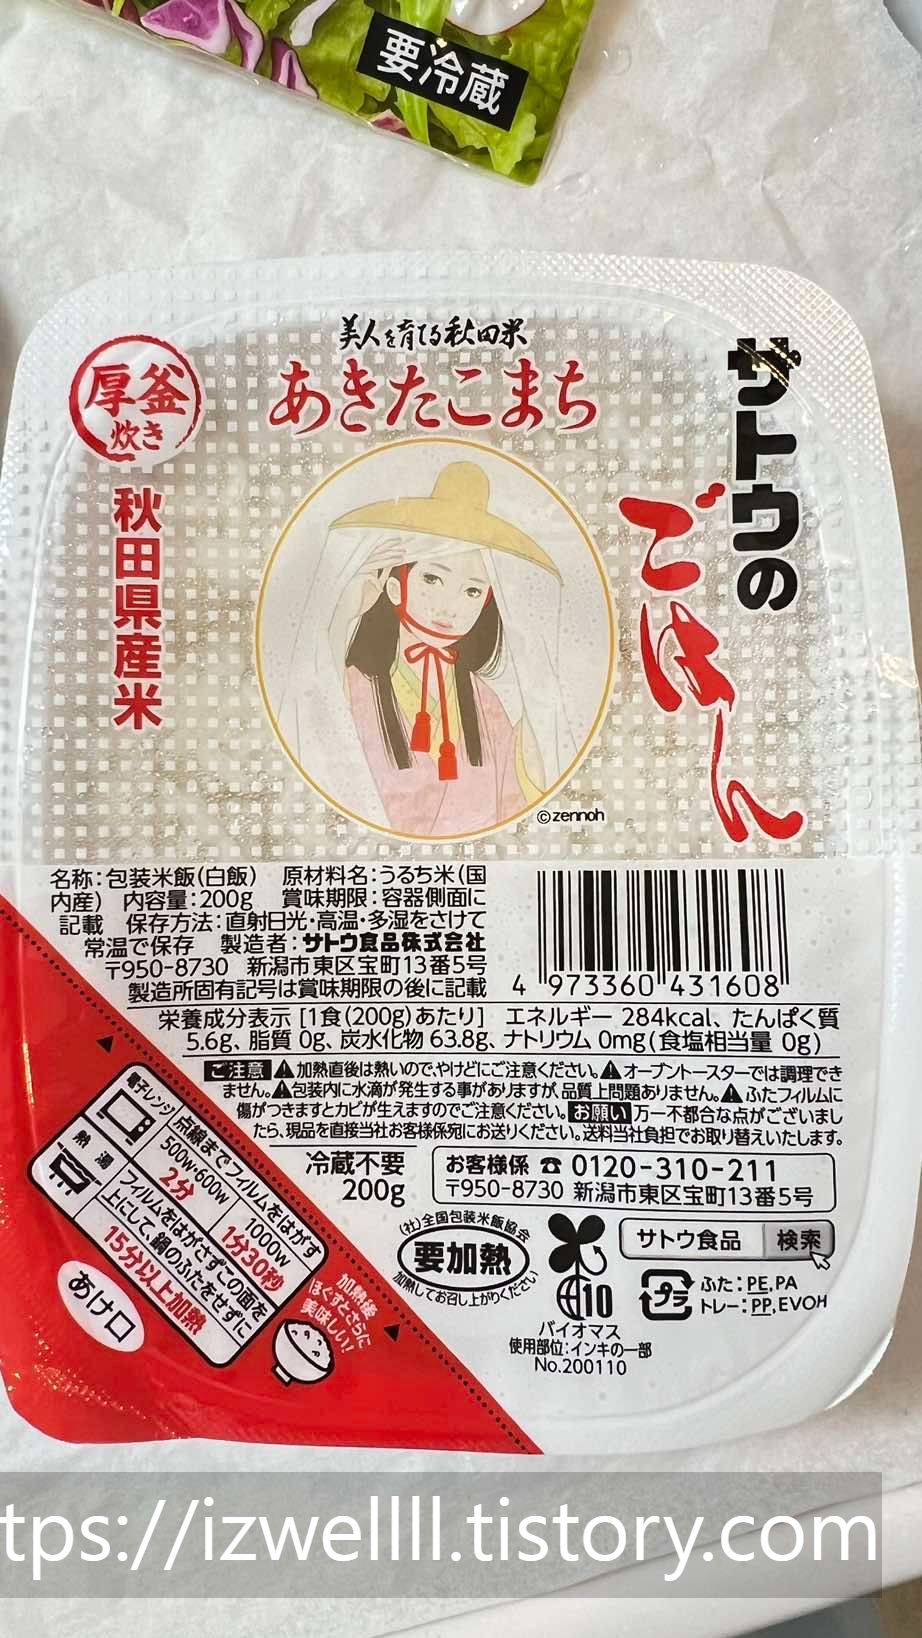 要冷蔵
美人を育てる秋田米
あきたこまち
厚釜
炊き
秋田県産米
サトウの
ごはん
©zennoh
名称:包装米飯(白飯) 原材料名:うるち米(国
内産) 内容量:200g 賞味期限:容器側面に
記載 保存方法:直射日光・高温・多湿をさけて
常温で保存 製造者:サトウ食品株式会社
〒950-8730 新潟市東区宝町13番5号
製造所固有記号は賞味期限の後に記載
4 973360 431608
栄養成分表示 [1食(200g)あたり] エネルギー 284kcal、たんぱく質
5.6g、脂質 0g、炭水化物 63.8g、ナトリウム 0mg(食塩相当量 0g)
ご注意 ⚠加熱直後は熱いので、やけどにご注意ください。⚠オーブントースターでは調理でき
ません。⚠包装内に水滴が発生する事がありますが、品質上問題ありません。⚠ふたフィルムに
傷がつきますとカビが生えますのでご注意ください。お願い 万一不都合な点がございまし
たら、現品を直接当社お客様係宛にお送りください。送料当社負担でお取り替えいたします。
電子レンジ
点線までフィルムをはがす
500w・600w
2分
1000w
1分30秒
熱湯
フィルムをはがさずこの面を
上にして、鍋のふたをせずに
15分以上加熱
あけ口
加熱後
ほぐすとさらに
美味しい!
冷蔵不要
200g
お客様係 ☎ 0120-310-211
〒950-8730 新潟市東区宝町13番5号
(社)全国包装米飯協会
要加熱
加熱してお召し上がりください
10
バイオマス
使用部位:インキの一部
No.200110
サトウ食品 検索
プラ
ふた:PE,PA
トレー:PP,EVOH
tps://izwellll.tistory.com